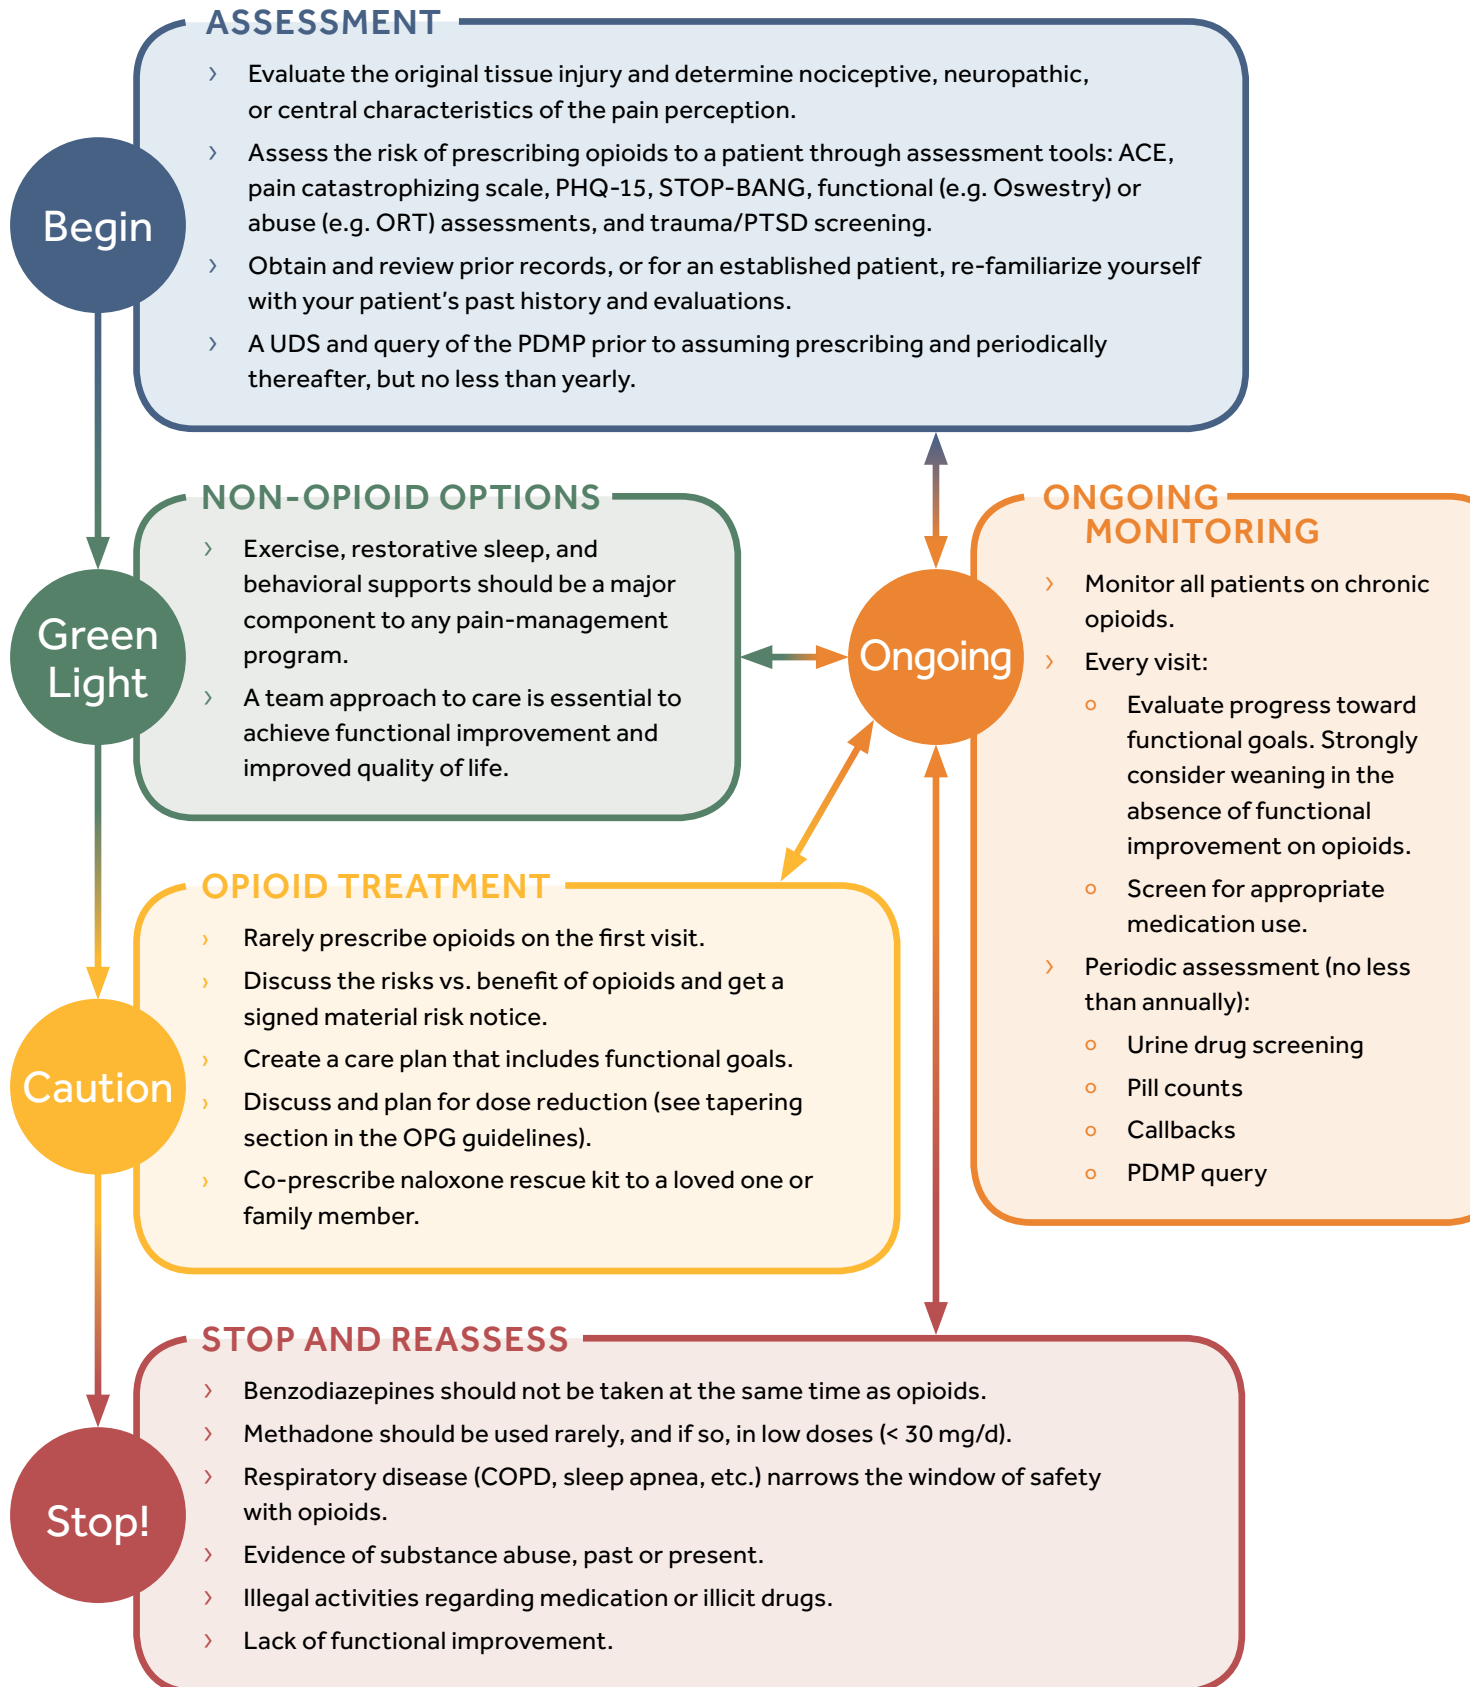 ASSESSMENT
› Evaluate the original tissue injury and determine nociceptive, neuropathic,
or central characteristics of the pain perception.
› Assess the risk of prescribing opioids to a patient through assessment tools: ACE,
pain catastrophizing scale, PHQ-15, STOP-BANG, functional (e.g. Oswestry) or
abuse (e.g. ORT) assessments, and trauma/PTSD screening.
› Obtain and review prior records, or for an established patient, re-familiarize yourself
with your patient's past history and evaluations.
› A UDS and query of the PDMP prior to assuming prescribing and periodically
thereafter, but no less than yearly.
Begin
NON-OPIOID OPTIONS
› Exercise, restorative sleep, and
behavioral supports should be a major
component to any pain-management
program.
› A team approach to care is essential to
achieve functional improvement and
improved quality of life.
Green
Light
Ongoing
ONGOING
MONITORING
› Monitor all patients on chronic
opioids.
› Every visit:
○ Evaluate progress toward
functional goals. Strongly
consider weaning in the
absence of functional
improvement on opioids.
○ Screen for appropriate
medication use.
› Periodic assessment (no less
than annually):
○ Urine drug screening
○ Pill counts
○ Callbacks
○ PDMP query
OPIOID TREATMENT
› Rarely prescribe opioids on the first visit.
› Discuss the risks vs. benefit of opioids and get a
signed material risk notice.
› Create a care plan that includes functional goals.
› Discuss and plan for dose reduction (see tapering
section in the OPG guidelines).
› Co-prescribe naloxone rescue kit to a loved one or
family member.
Caution
STOP AND REASSESS
› Benzodiazepines should not be taken at the same time as opioids.
› Methadone should be used rarely, and if so, in low doses (< 30 mg/d).
› Respiratory disease (COPD, sleep apnea, etc.) narrows the window of safety
with opioids.
› Evidence of substance abuse, past or present.
› Illegal activities regarding medication or illicit drugs.
› Lack of functional improvement.
Stop!